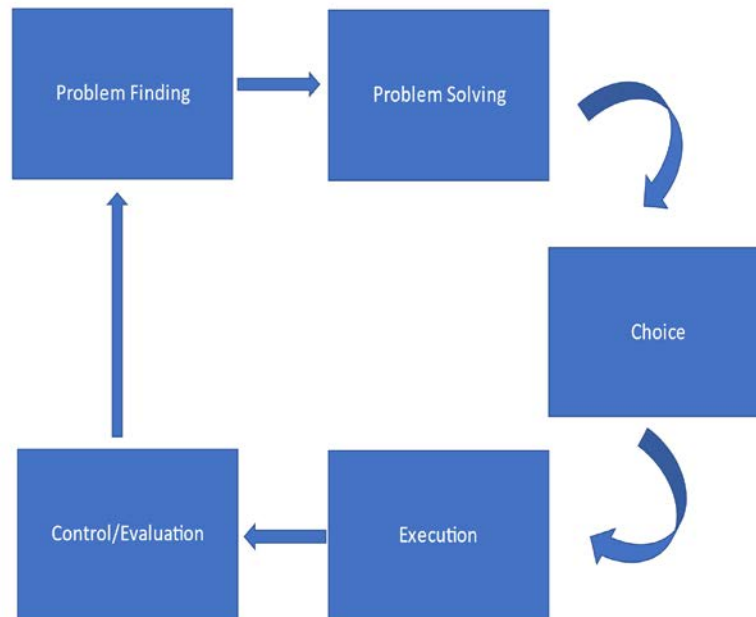 Problem Finding
Problem Solving
Choice
Execution
Control/Evaluation